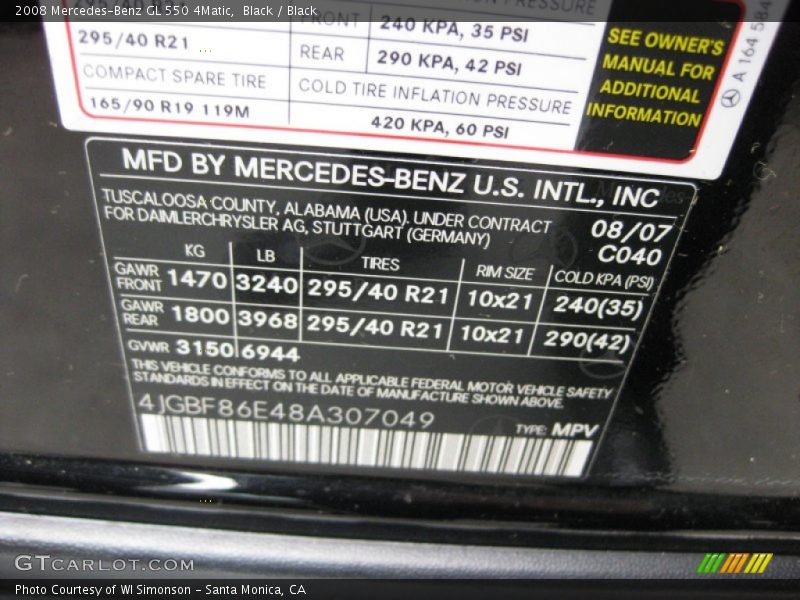 2008 Mercedes-Benz GL 550 4Matic, Black / Black
295/40 R21
FRONT 240 KPA, 35 PSI
295/40 R21
REAR 290 KPA, 42 PSI
COMPACT SPARE TIRE
COLD TIRE INFLATION PRESSURE
165/90 R19 119M
420 KPA, 60 PSI
SEE OWNER'S
MANUAL FOR
ADDITIONAL
INFORMATION
A 164 584
MFD BY MERCEDES-BENZ U.S. INTL., INC
TUSCALOOSA COUNTY, ALABAMA (USA). UNDER CONTRACT
FOR DAIMLERCHRYSLER AG, STUTTGART (GERMANY)
08/07
C040
KG LB TIRES RIM SIZE COLD KPA (PSI)
GAWR
FRONT 1470 3240 295/40 R21 10x21 240(35)
GAWR
REAR 1800 3968 295/40 R21 10x21 290(42)
GVWR 3150 6944
THIS VEHICLE CONFORMS TO ALL APPLICABLE FEDERAL MOTOR VEHICLE SAFETY
STANDARDS IN EFFECT ON THE DATE OF MANUFACTURE SHOWN ABOVE.
4JGBF86E48A307049
TYPE: MPV
GTCARLOT.COM
Photo Courtesy of WI Simonson - Santa Monica, CA